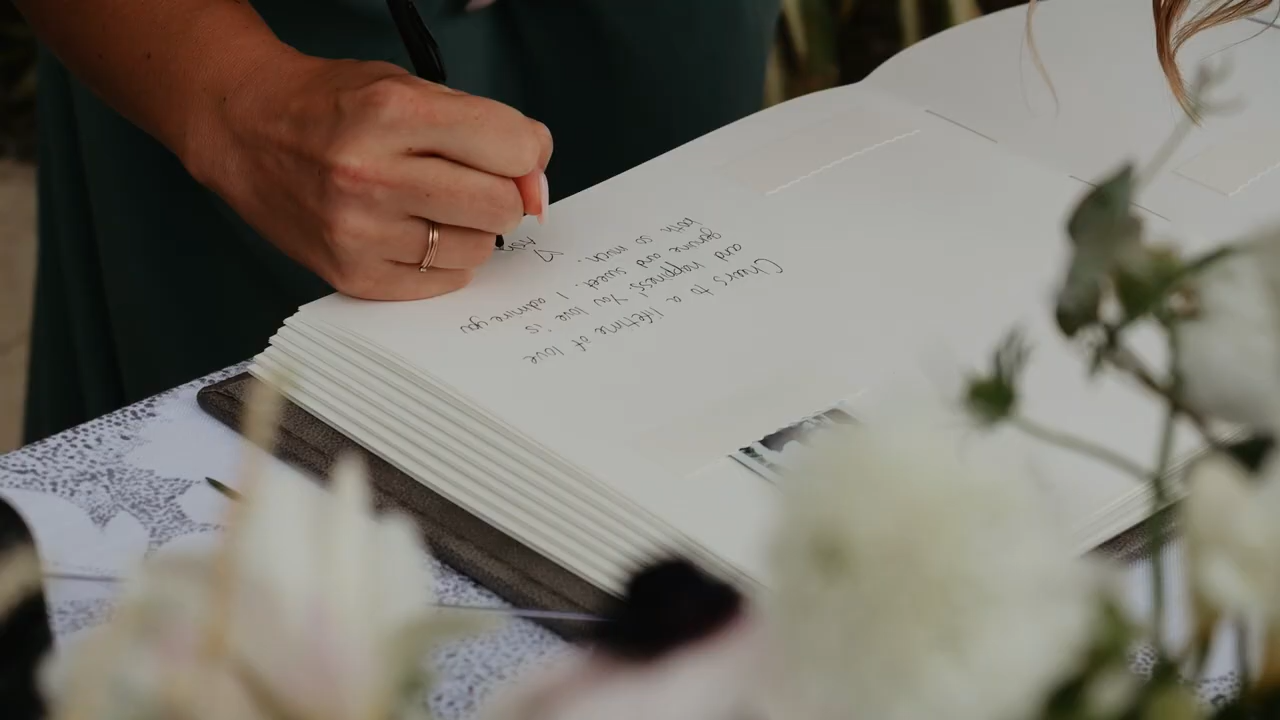 Cheers to a lifetime of love
and happiness! You love is
genuine and sweet. I admire you
both so much.